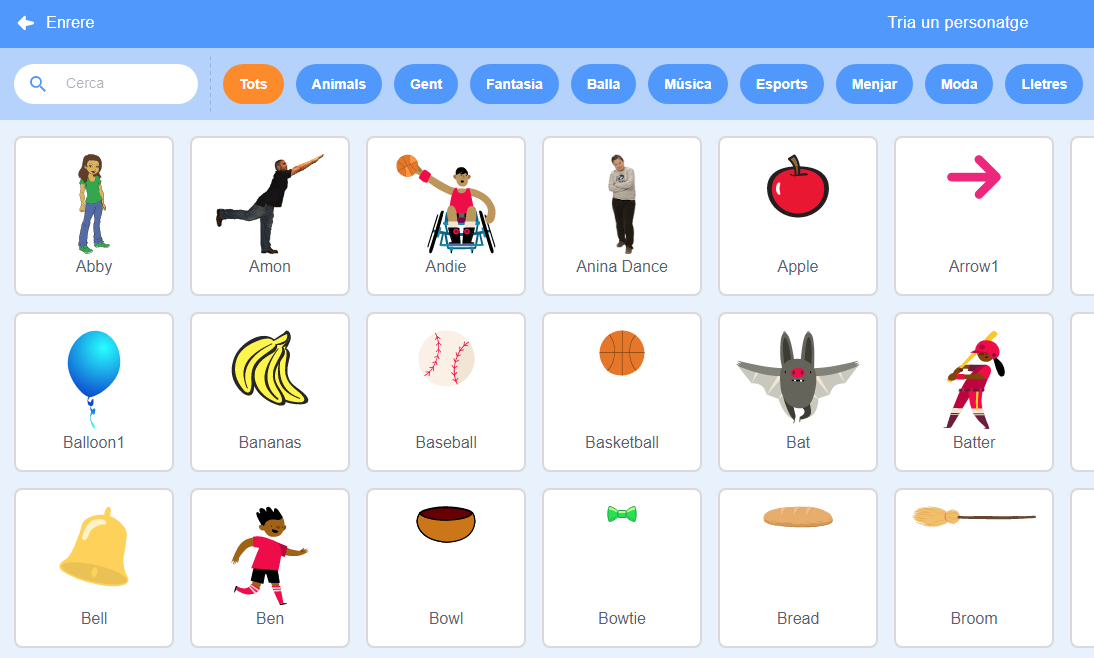 Enrere
Tria un personatge
Cerca
Tots
Animals
Gent
Fantasia
Balla
Música
Esports
Menjar
Moda
Lletres
Abby
Amon
Andie
Anina Dance
Apple
Arrow1
Balloon1
Bananas
Baseball
Basketball
Bat
Batter
Bell
Ben
Bowl
Bowtie
Bread
Broom